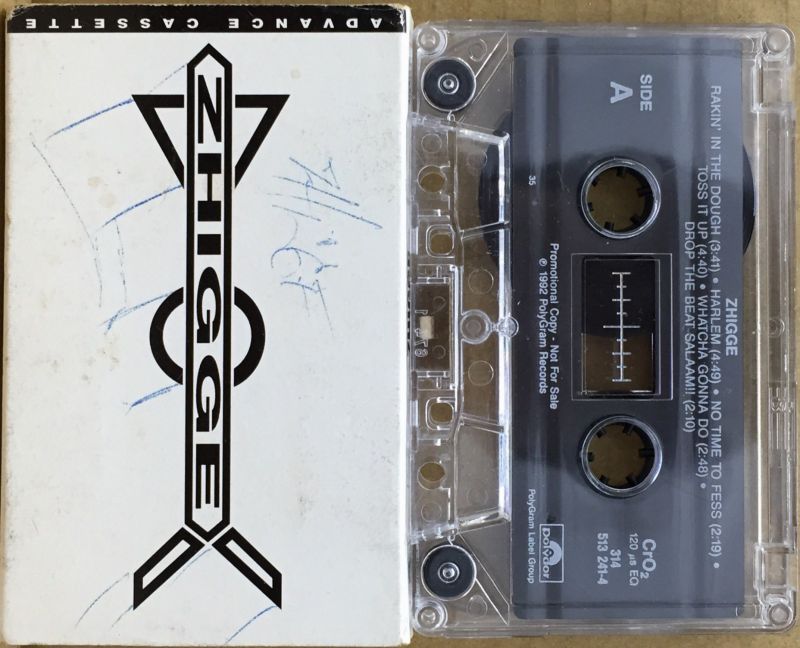 ADVANCE CASSETTE
ZHIGGE
SIDE
A
ZHIGGE
RAKIN' IN THE DOUGH (3:41) • HARLEM (4:49) • NO TIME TO FESS (2:19) •
TOSS IT UP (4:40) • WHATCHA GONNA DO (2:48) •
DROP THE BEAT SALAAM!! (2:10)
35
Promotional Copy - Not For Sale
℗ 1992 PolyGram Records
polydor
PolyGram Label Group
CrO₂
120 µs EQ
314
513 241-4